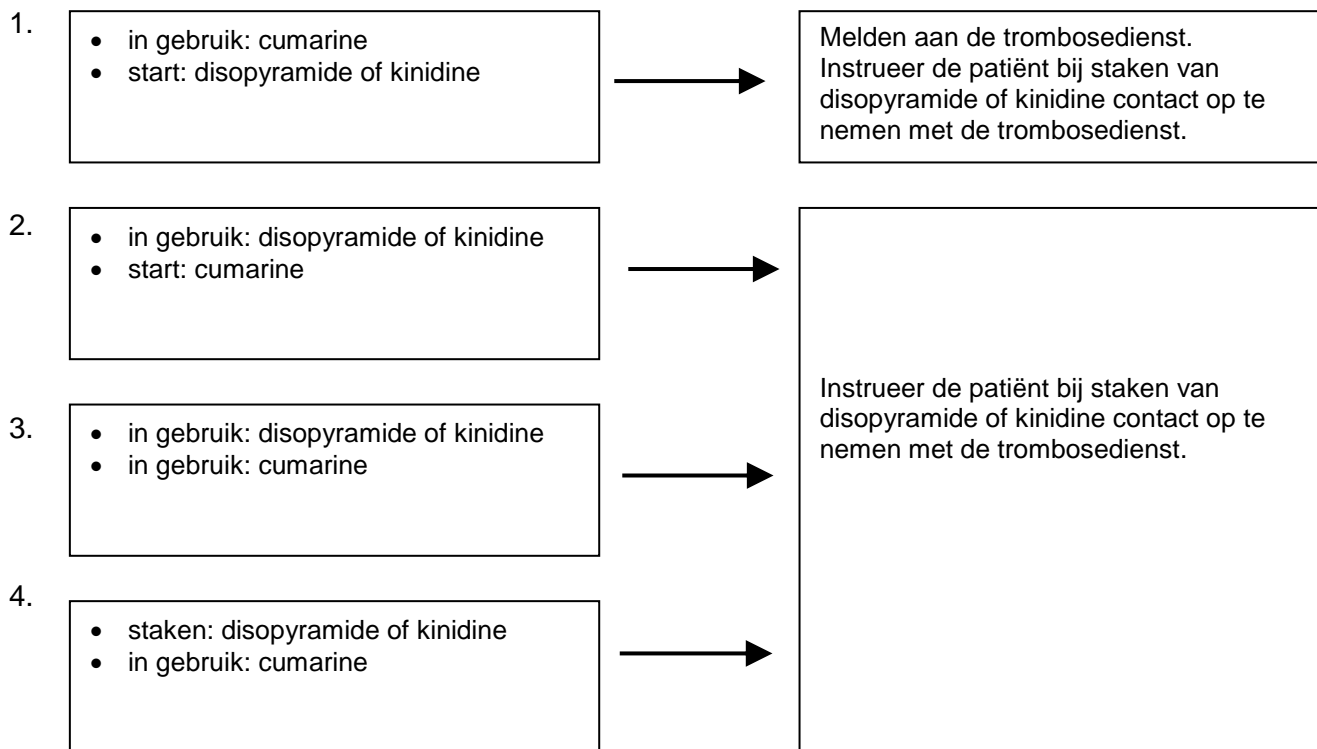 1.
• in gebruik: cumarine
• start: disopyramide of kinidine
Melden aan de trombosedienst.
Instrueer de patiënt bij staken van
disopyramide of kinidine contact op te
nemen met de trombosedienst.
2.
• in gebruik: disopyramide of kinidine
• start: cumarine
3.
• in gebruik: disopyramide of kinidine
• in gebruik: cumarine
4.
• staken: disopyramide of kinidine
• in gebruik: cumarine
Instrueer de patiënt bij staken van
disopyramide of kinidine contact op te
nemen met de trombosedienst.